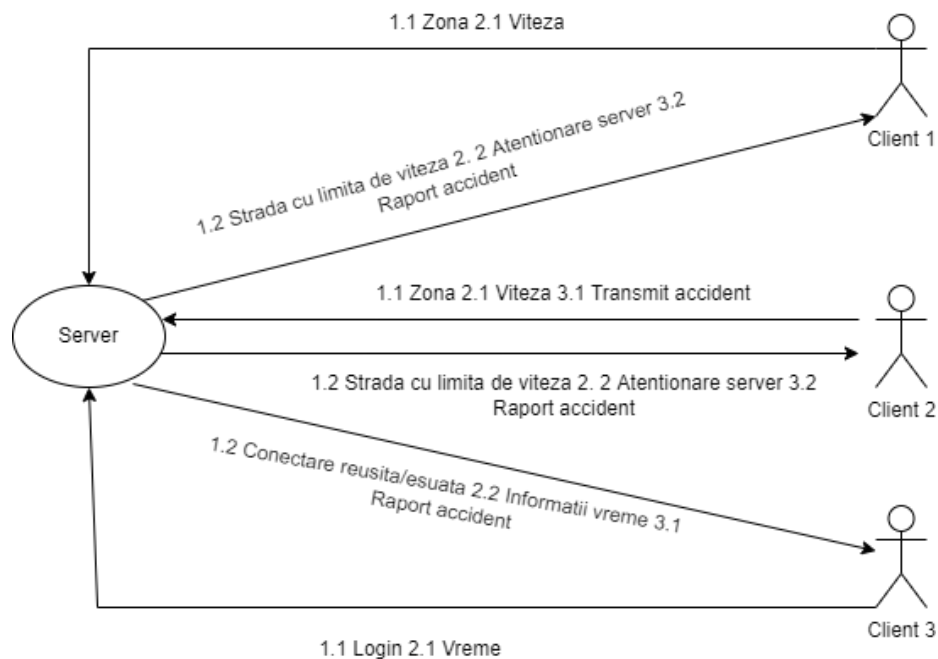 1.1 Zona 2.1 Viteza
Client 1
1.2 Strada cu limita de viteza 2. 2 Atentionare server 3.2
Raport accident
1.1 Zona 2.1 Viteza 3.1 Transmit accident
Server
1.2 Strada cu limita de viteza 2. 2 Atentionare server 3.2
Raport accident
Client 2
1.2 Conectare reusita/esuata 2.2 Informatii vreme 3.1
Raport accident
Client 3
1.1 Login 2.1 Vreme